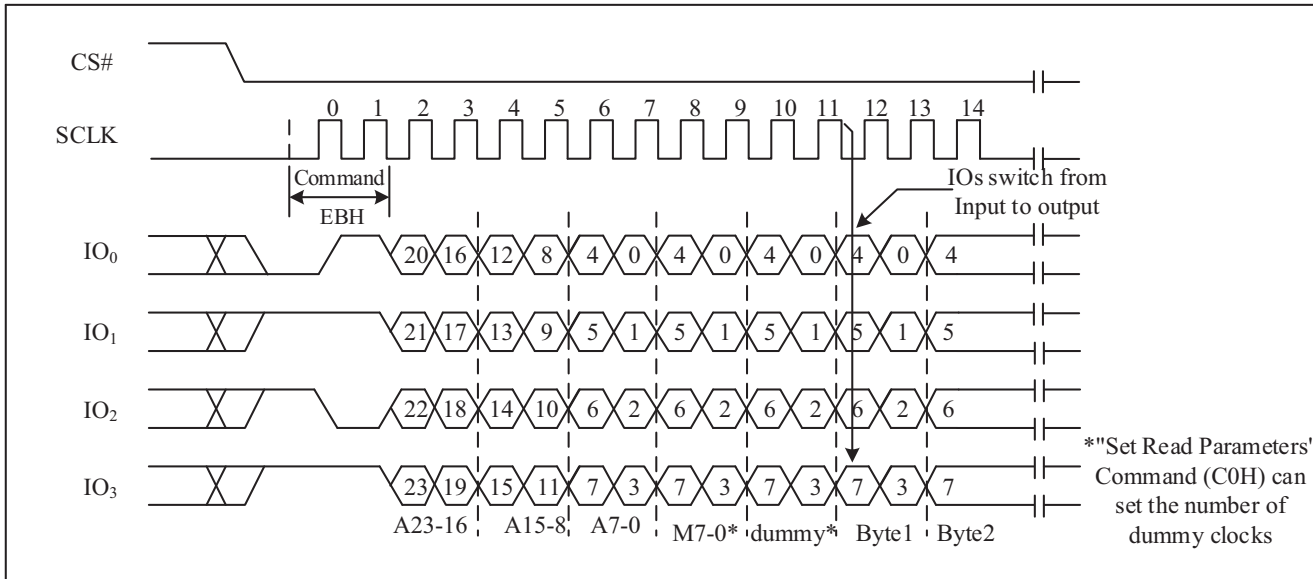 CS#
0 1 2 3 4 5 6 7 8 9 10 11 12 13 14
SCLK
Command
EBH
IOs switch from
Input to output
IO0 20 16 12 8 4 0 4 0 4 0 4 0 4
IO1 21 17 13 9 5 1 5 1 5 1 5 1 5
IO2 22 18 14 10 6 2 6 2 6 2 6 2 6
IO3 23 19 15 11 7 3 7 3 7 3 7 3 7
A23-16 A15-8 A7-0 M7-0* dummy* Byte1 Byte2
*"Set Read Parameters"
Command (C0H) can
set the number of
dummy clocks